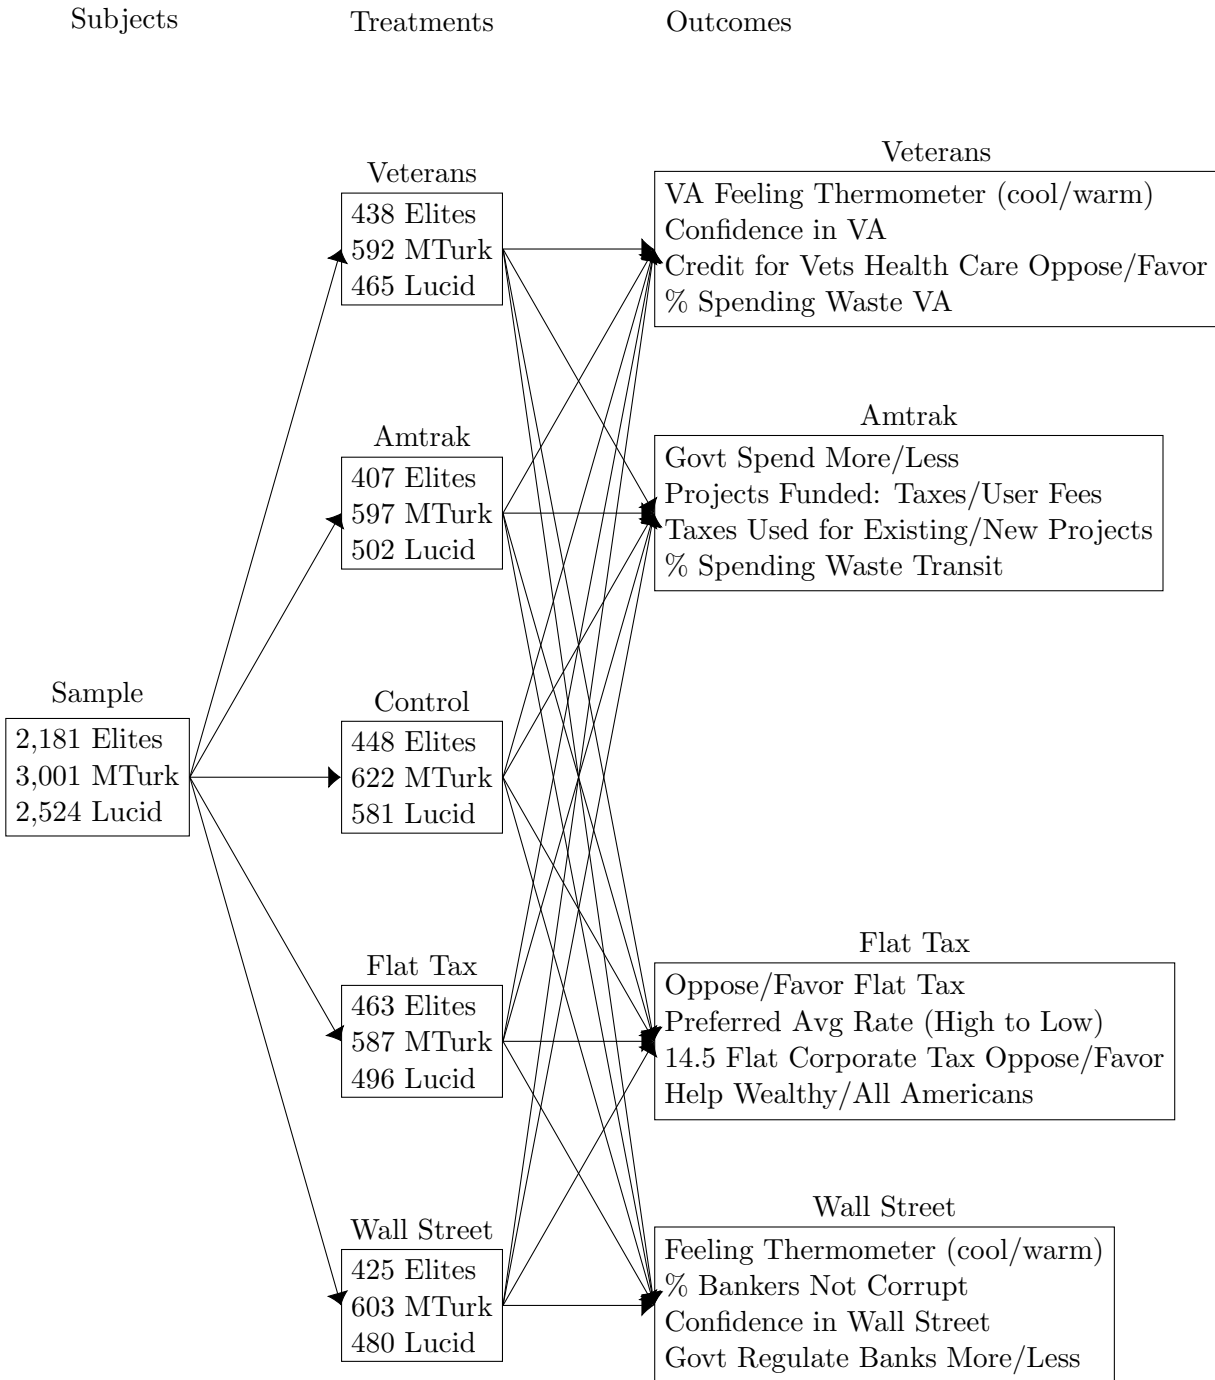 Subjects
Treatments
Outcomes
Sample
2,181 Elites
3,001 MTurk
2,524 Lucid
Veterans
438 Elites
592 MTurk
465 Lucid
Amtrak
407 Elites
597 MTurk
502 Lucid
Control
448 Elites
622 MTurk
581 Lucid
Flat Tax
463 Elites
587 MTurk
496 Lucid
Wall Street
425 Elites
603 MTurk
480 Lucid
Veterans
VA Feeling Thermometer (cool/warm)
Confidence in VA
Credit for Vets Health Care Oppose/Favor
% Spending Waste VA
Amtrak
Govt Spend More/Less
Projects Funded: Taxes/User Fees
Taxes Used for Existing/New Projects
% Spending Waste Transit
Flat Tax
Oppose/Favor Flat Tax
Preferred Avg Rate (High to Low)
14.5 Flat Corporate Tax Oppose/Favor
Help Wealthy/All Americans
Wall Street
Feeling Thermometer (cool/warm)
% Bankers Not Corrupt
Confidence in Wall Street
Govt Regulate Banks More/Less